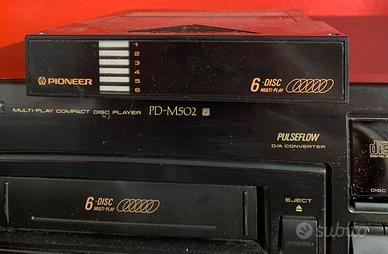 PIONEER
1
2
3
4
5
6
6-DISC
MULTI-PLAY
MULTI-PLAY COMPACT DISC PLAYER PD-M502
PULSEFLOW
D/A CONVERTER
6-DISC
MULTI-PLAY
EJECT
DISC
subito